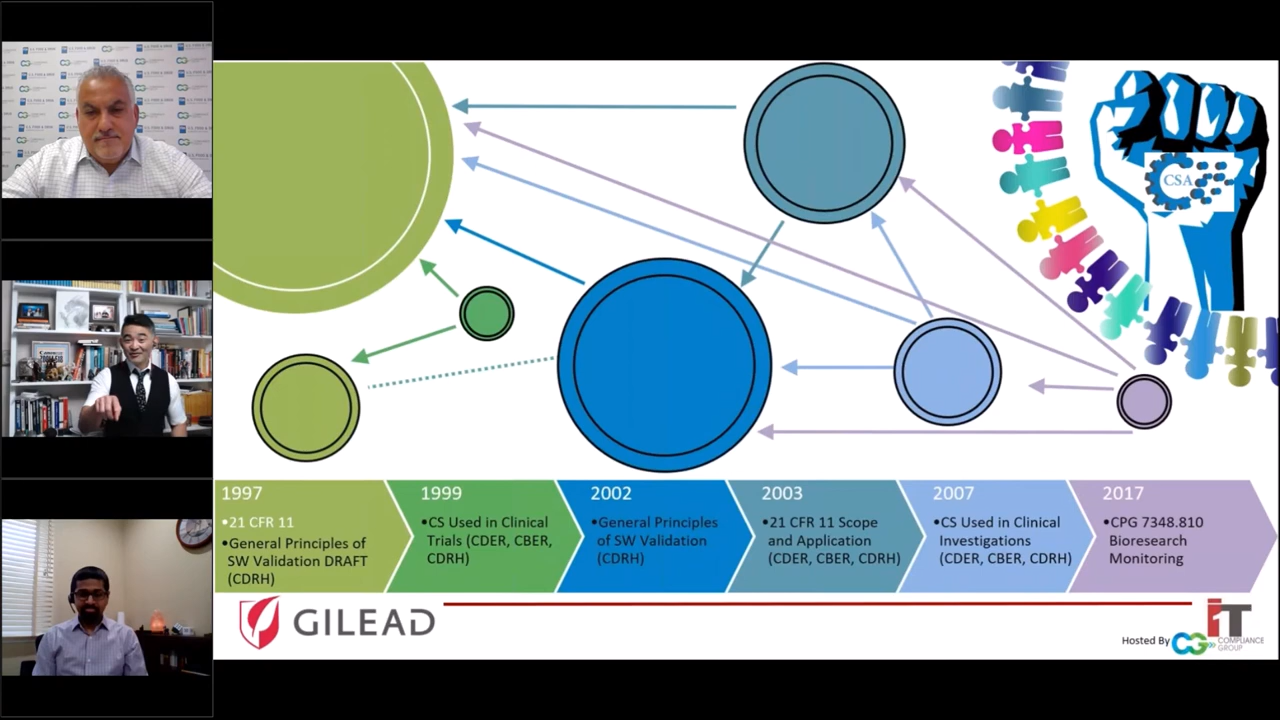 CSA
1997
•21 CFR 11
•General Principles of
SW Validation DRAFT
(CDRH)
1999
•CS Used in Clinical
Trials (CDER, CBER,
CDRH)
2002
•General Principles
of SW Validation
(CDRH)
2003
•21 CFR 11 Scope
and Application
(CDER, CBER, CDRH)
2007
•CS Used in Clinical
Investigations
(CDER, CBER, CDRH)
2017
•CPG 7348.810
Bioresearch
Monitoring
GILEAD
Hosted By
CG
iT
COMPLIANCE
GROUP